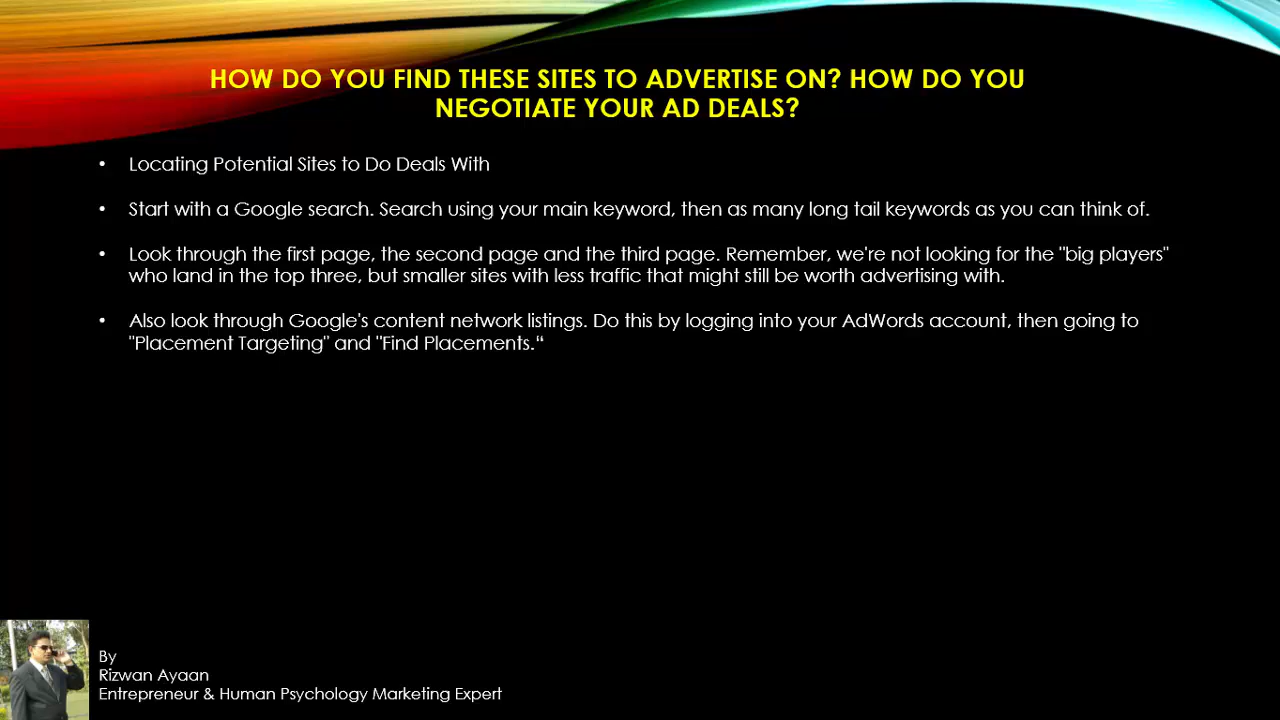 HOW DO YOU FIND THESE SITES TO ADVERTISE ON? HOW DO YOU
NEGOTIATE YOUR AD DEALS?
• Locating Potential Sites to Do Deals With
• Start with a Google search. Search using your main keyword, then as many long tail keywords as you can think of.
• Look through the first page, the second page and the third page. Remember, we're not looking for the "big players"
who land in the top three, but smaller sites with less traffic that might still be worth advertising with.
• Also look through Google's content network listings. Do this by logging into your AdWords account, then going to
"Placement Targeting" and "Find Placements.“
By
Rizwan Ayaan
Entrepreneur & Human Psychology Marketing Expert